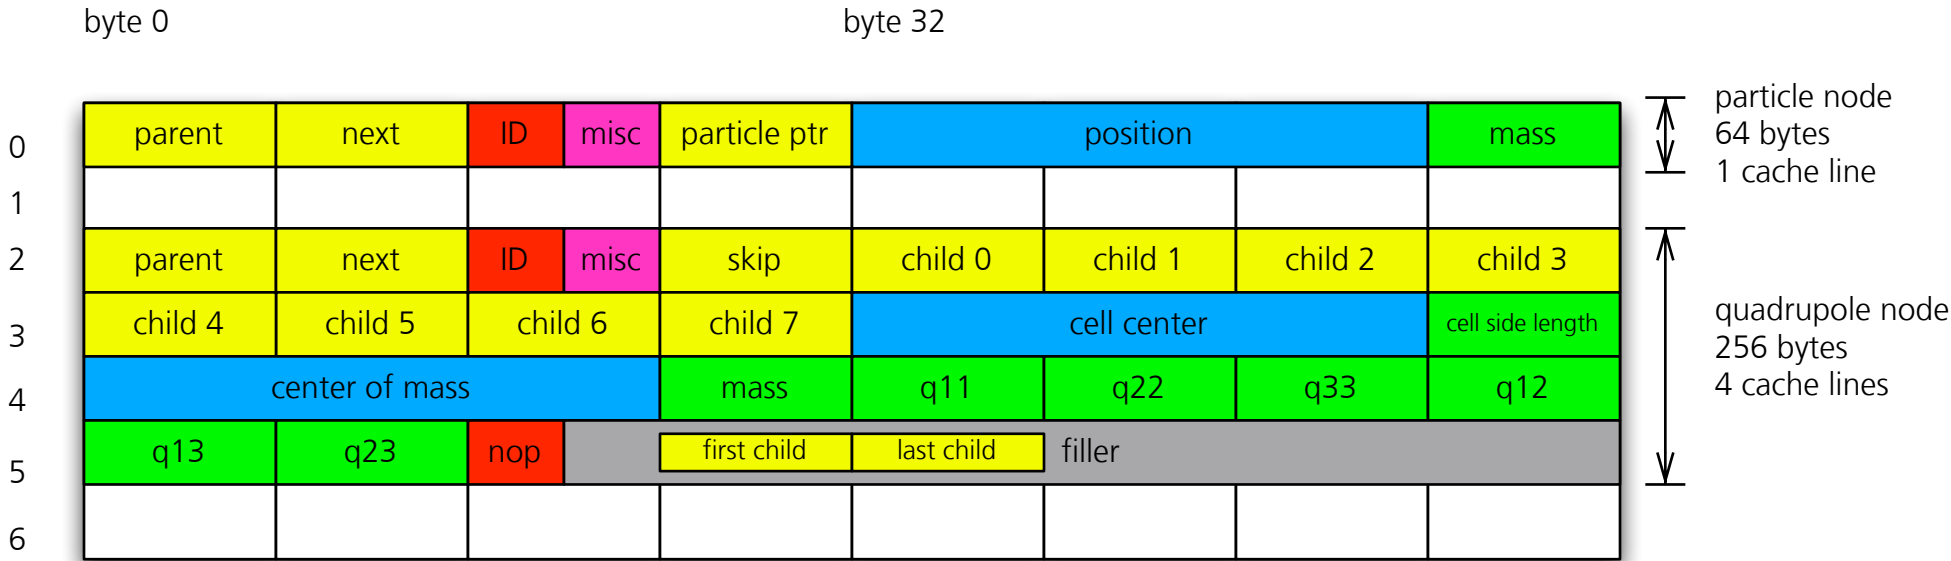 byte 0 byte 32
0 parent next ID misc particle ptr position mass
particle node
64 bytes
1 cache line
1
2 parent next ID misc skip child 0 child 1 child 2 child 3
3 child 4 child 5 child 6 child 7 cell center cell side length
quadrupole node
256 bytes
4 cache lines
4 center of mass mass q11 q22 q33 q12
5 q13 q23 nop first child last child filler
6